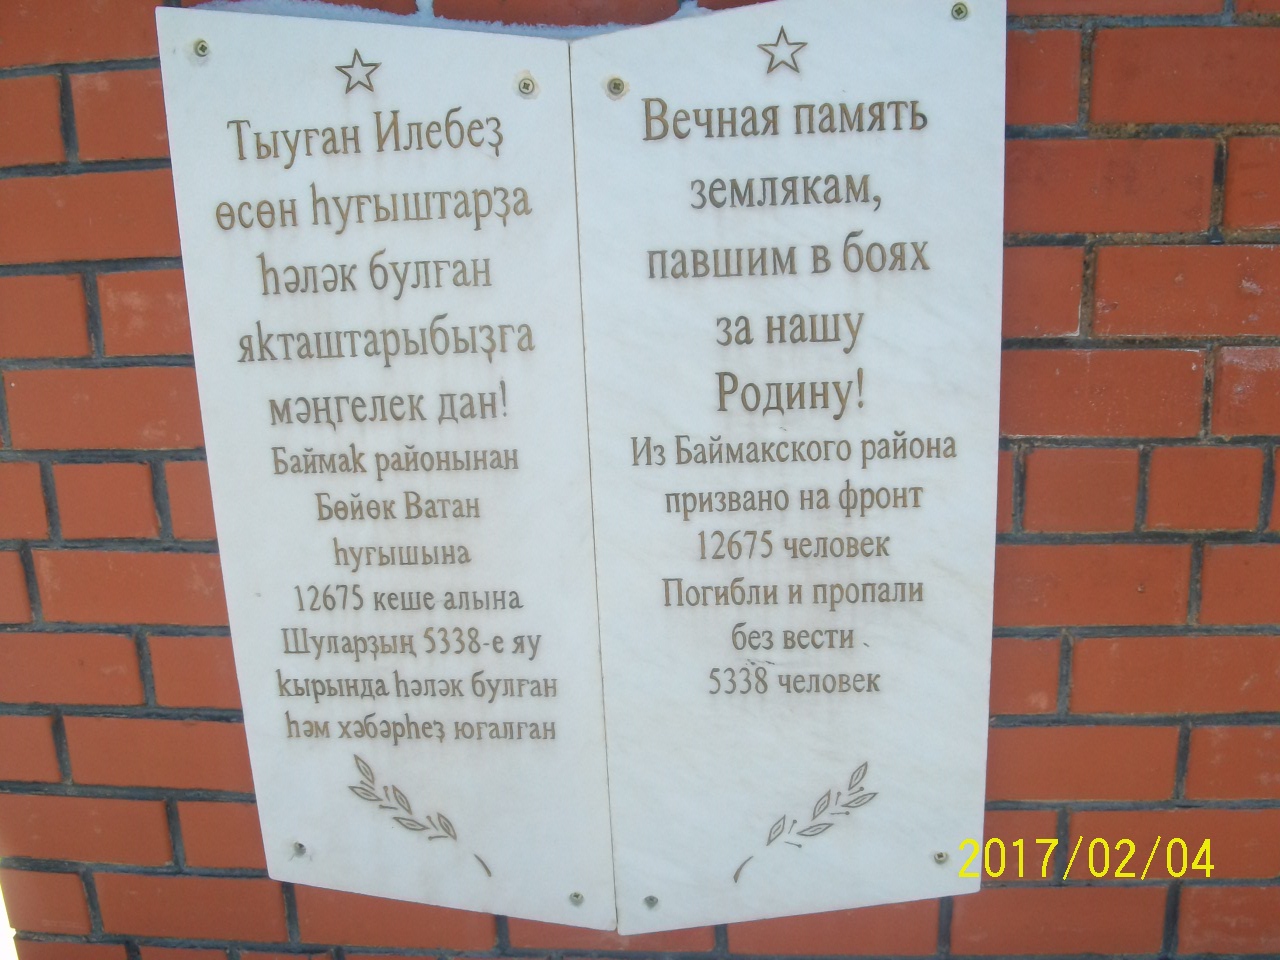 Тыуған Илебеҙ
өсөн һуғыштарҙа
һәләк булған
яҡташтарыбыҙға
мәңгелек дан!
Баймаҡ районынан
Бөйөк Ватан
һуғышына
12675 кеше алына
Шуларҙың 5338-е яу
ҡырында һәләк булған
һәм хәбәрһеҙ юғалған
Вечная память
землякам,
павшим в боях
за нашу
Родину!
Из Баймакского района
призвано на фронт
12675 человек
Погибли и пропали
без вести
5338 человек
2017/02/04